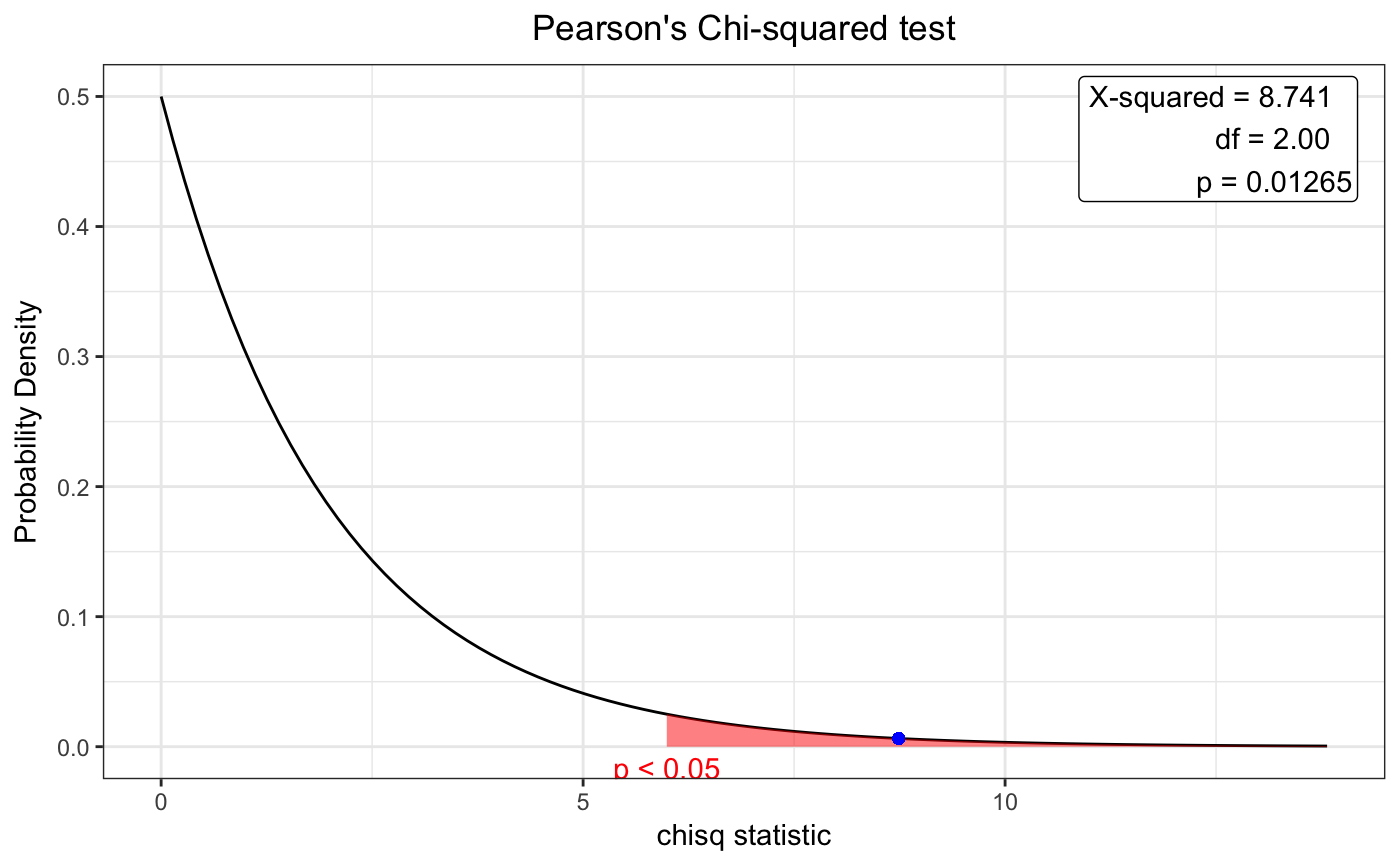 Pearson's Chi-squared test
X-squared = 8.741
df = 2.00
p = 0.01265
Probability Density
0.5
0.4
0.3
0.2
0.1
0.0
p < 0.05
0 5 10
chisq statistic